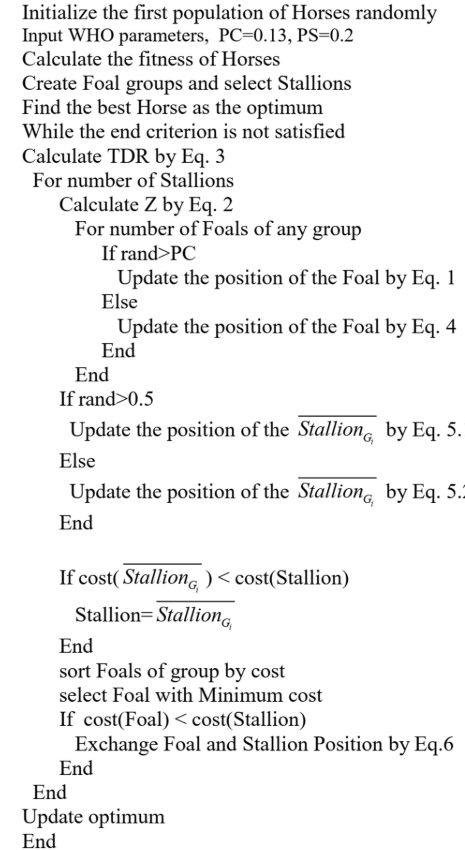 Initialize the first population of Horses randomly
Input WHO parameters,  PC=0.13, PS=0.2
Calculate the fitness of Horses
Create Foal groups and select Stallions
Find the best Horse as the optimum
While the end criterion is not satisfied
Calculate TDR by Eq. 3
For number of Stallions
Calculate Z by Eq. 2
For number of Foals of any group
If rand>PC
Update the position of the Foal by Eq. 1
Else
Update the position of the Foal by Eq. 4
End
End
If rand>0.5
Update the position of the $\overline{Stallion_{G_i}}$ by Eq. 5.
Else
Update the position of the $\overline{Stallion_{G_i}}$ by Eq. 5.2
End
If cost( $\overline{Stallion_{G_i}}$ ) < cost(Stallion)
Stallion= $\overline{Stallion_{G_i}}$
End
sort Foals of group by cost
select Foal with Minimum cost
If  cost(Foal) < cost(Stallion)
Exchange Foal and Stallion Position by Eq.6
End
End
Update optimum
End